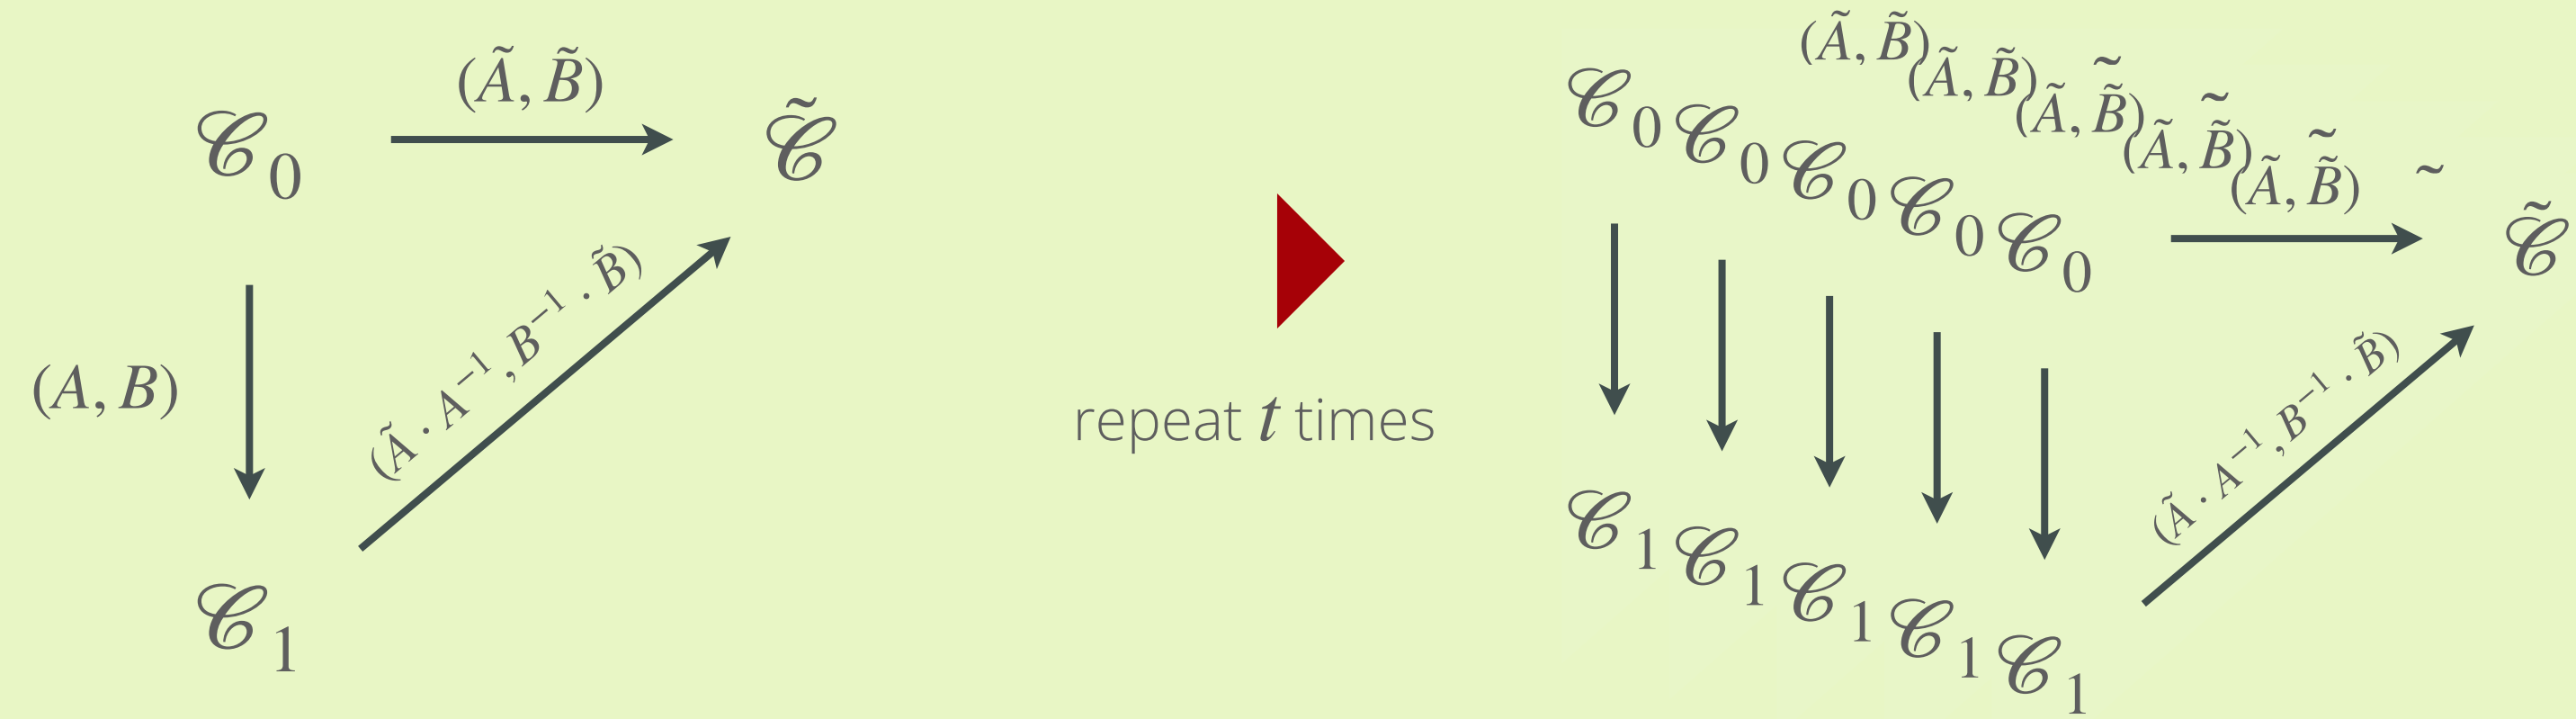 (Ã, B̃)
𝒞₀ 𝒞̃
(A, B)
(Ã · A⁻¹, B⁻¹ · B̃)
𝒞₁
repeat t times
(Ã, B̃)
(Ã, B̃) ~
(Ã, B̃) ~
(Ã, B̃) ~
(Ã, B̃) ~
𝒞₀ 𝒞₀ 𝒞₀ 𝒞₀ 𝒞₀ 𝒞̃
(Ã · A⁻¹, B⁻¹ · B̃)
𝒞₁ 𝒞₁ 𝒞₁ 𝒞₁ 𝒞₁